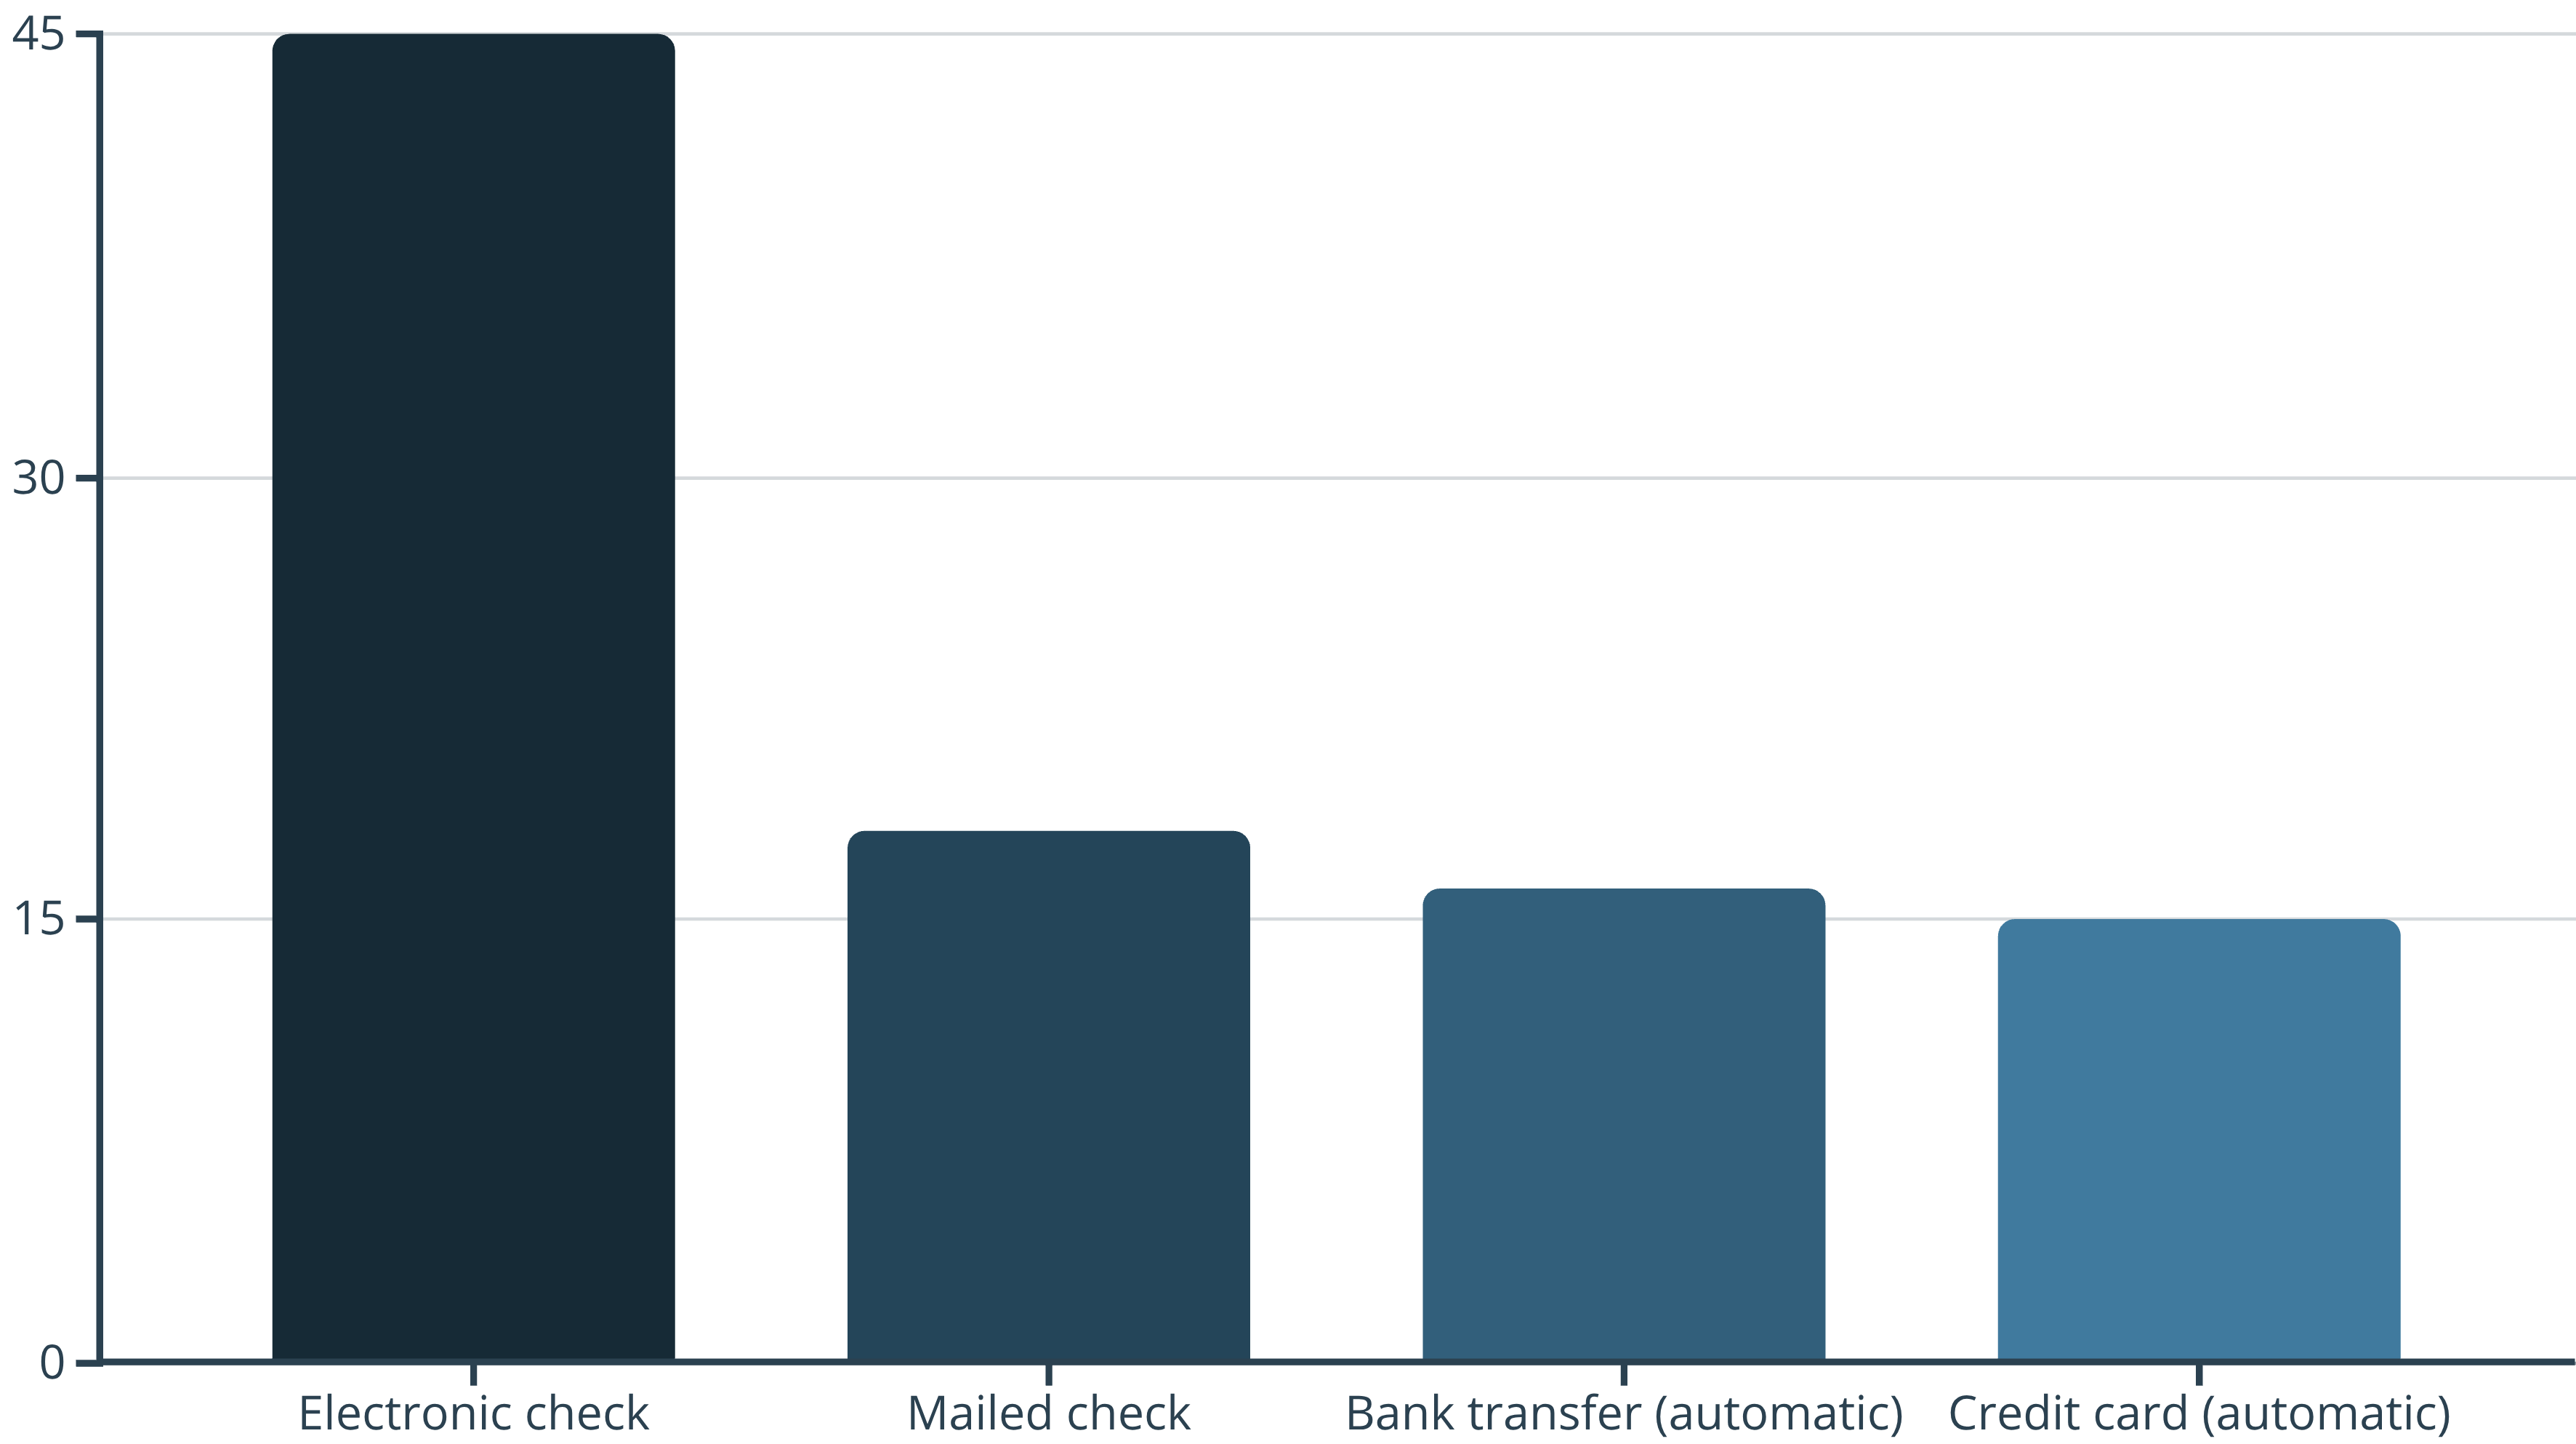 45
30
15
0
Electronic check
Mailed check
Bank transfer (automatic)
Credit card (automatic)